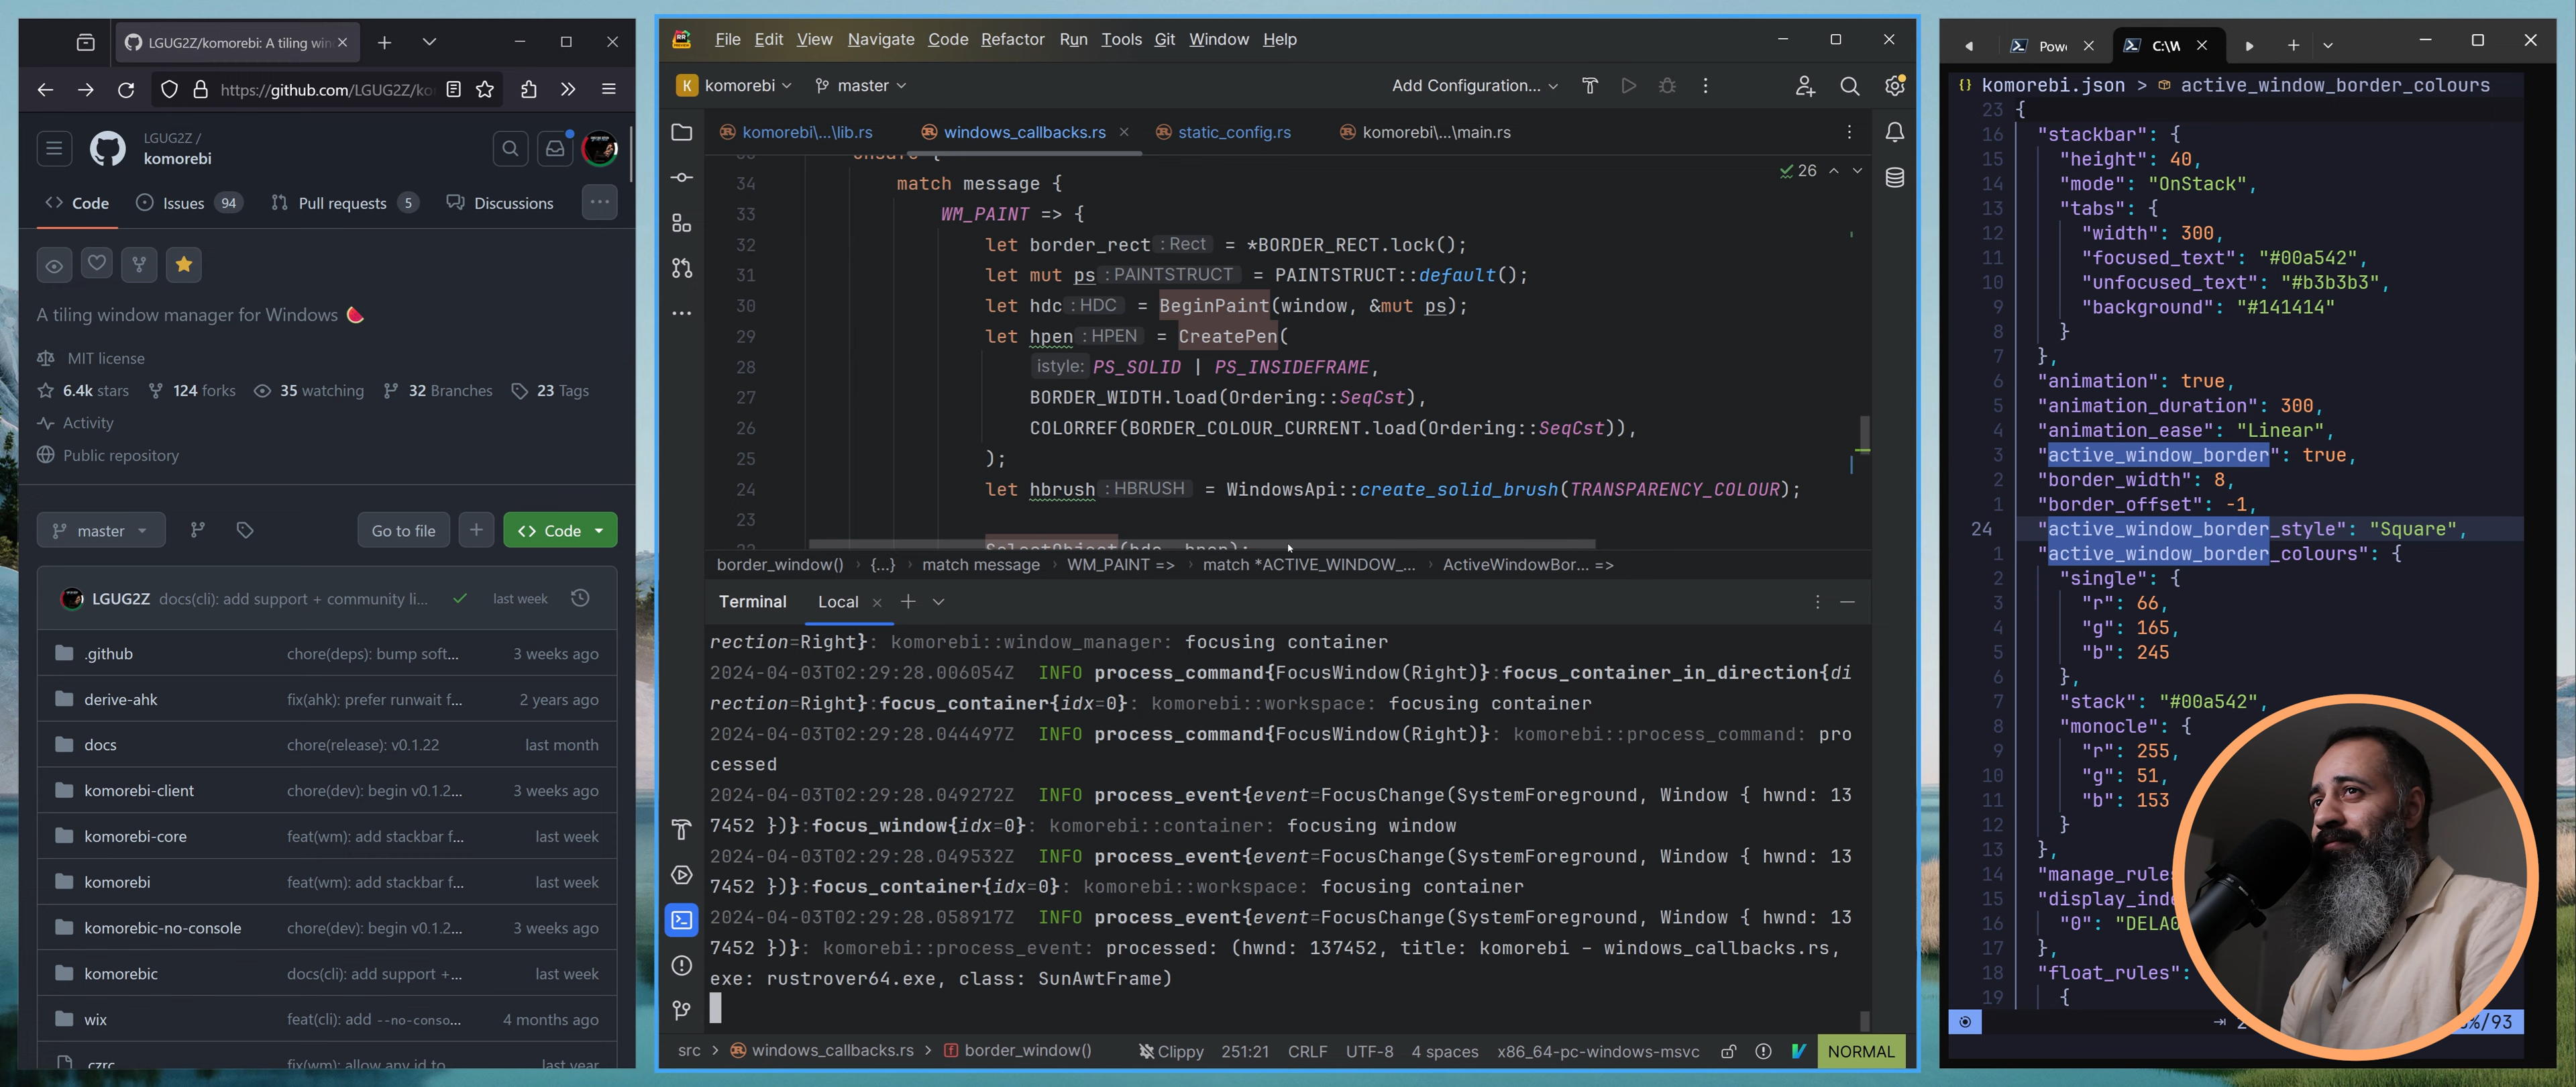 LGUG2Z/komorebi: A tiling win
https://github.com/LGUG2Z/ko
LGUG2Z /
komorebi
Code
Issues 94
Pull requests 5
Discussions
A tiling window manager for Windows 🍉
MIT license
6.4k stars
124 forks
35 watching
32 Branches
23 Tags
Activity
Public repository
master
Go to file
Code
LGUG2Z docs(cli): add support + community li... last week
.github chore(deps): bump soft... 3 weeks ago
derive-ahk fix(ahk): prefer runwait f... 2 years ago
docs chore(release): v0.1.22 last month
komorebi-client chore(dev): begin v0.1.2... 3 weeks ago
komorebi-core feat(wm): add stackbar f... last week
komorebi feat(wm): add stackbar f... last week
komorebic-no-console chore(dev): begin v0.1.2... 3 weeks ago
komorebic docs(cli): add support +... last week
wix feat(cli): add --no-conso... 4 months ago
.czrc fix(wm): allow any id to last year
File Edit View Navigate Code Refactor Run Tools Git Window Help
K komorebi master Add Configuration...
komorebi\...\lib.rs windows_callbacks.rs static_config.rs komorebi\...\main.rs
26
unsafe {
34 match message {
33 WM_PAINT => {
32 let border_rect : Rect = *BORDER_RECT.lock();
31 let mut ps : PAINTSTRUCT = PAINTSTRUCT::default();
30 let hdc : HDC = BeginPaint(window, &mut ps);
29 let hpen : HPEN = CreatePen(
28 istyle: PS_SOLID | PS_INSIDEFRAME,
27 BORDER_WIDTH.load(Ordering::SeqCst),
26 COLORREF(BORDER_COLOUR_CURRENT.load(Ordering::SeqCst)),
25 );
24 let hbrush : HBRUSH = WindowsApi::create_solid_brush(TRANSPARENCY_COLOUR);
23
SelectObject(hdc, hpen);
border_window() › {...} › match message › WM_PAINT => › match *ACTIVE_WINDOW_... › ActiveWindowBor... =>
Terminal Local
rection=Right}: komorebi::window_manager: focusing container
2024-04-03T02:29:28.006054Z INFO process_command{FocusWindow(Right)}:focus_container_in_direction{di
rection=Right}:focus_container{idx=0}: komorebi::workspace: focusing container
2024-04-03T02:29:28.044497Z INFO process_command{FocusWindow(Right)}: komorebi::process_command: pro
cessed
2024-04-03T02:29:28.049272Z INFO process_event{event=FocusChange(SystemForeground, Window { hwnd: 13
7452 })}:focus_window{idx=0}: komorebi::container: focusing window
2024-04-03T02:29:28.049532Z INFO process_event{event=FocusChange(SystemForeground, Window { hwnd: 13
7452 })}:focus_container{idx=0}: komorebi::workspace: focusing container
2024-04-03T02:29:28.058917Z INFO process_event{event=FocusChange(SystemForeground, Window { hwnd: 13
7452 })}: komorebi::process_event: processed: (hwnd: 137452, title: komorebi - windows_callbacks.rs,
exe: rustrover64.exe, class: SunAwtFrame)
src › windows_callbacks.rs › border_window() Clippy 251:21 CRLF UTF-8 4 spaces x86_64-pc-windows-msvc NORMAL
Pow C:\W
{} komorebi.json > active_window_border_colours
23 {
16 "stackbar": {
15 "height": 40,
14 "mode": "OnStack",
13 "tabs": {
12 "width": 300,
11 "focused_text": "#00a542",
10 "unfocused_text": "#b3b3b3",
9 "background": "#141414"
8 }
7 },
6 "animation": true,
5 "animation_duration": 300,
4 "animation_ease": "Linear",
3 "active_window_border": true,
2 "border_width": 8,
1 "border_offset": -1,
24 "active_window_border_style": "Square",
1 "active_window_border_colours": {
2 "single": {
3 "r": 66,
4 "g": 165,
5 "b": 245
6 },
7 "stack": "#00a542",
8 "monocle": {
9 "r": 255,
10 "g": 51,
11 "b": 153
12 }
13 },
14 "manage_rules
15 "display_inde
16 "0": "DELA0
17 },
18 "float_rules":
19 {
%/93